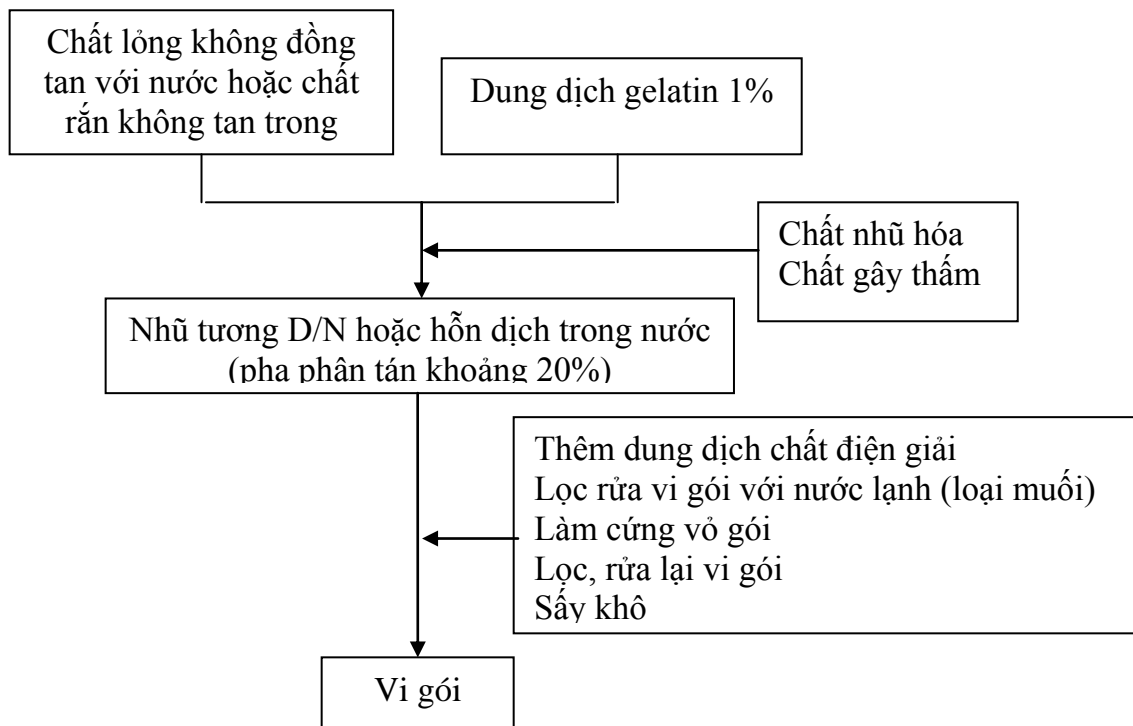 Chất lỏng không đồng
tan với nước hoặc chất
rắn không tan trong
Dung dịch gelatin 1%
Chất nhũ hóa
Chất gây thấm
Nhũ tương D/N hoặc hỗn dịch trong nước
(pha phân tán khoảng 20%)
Thêm dung dịch chất điện giải
Lọc rửa vi gói với nước lạnh (loại muối)
Làm cứng vỏ gói
Lọc, rửa lại vi gói
Sấy khô
Vi gói